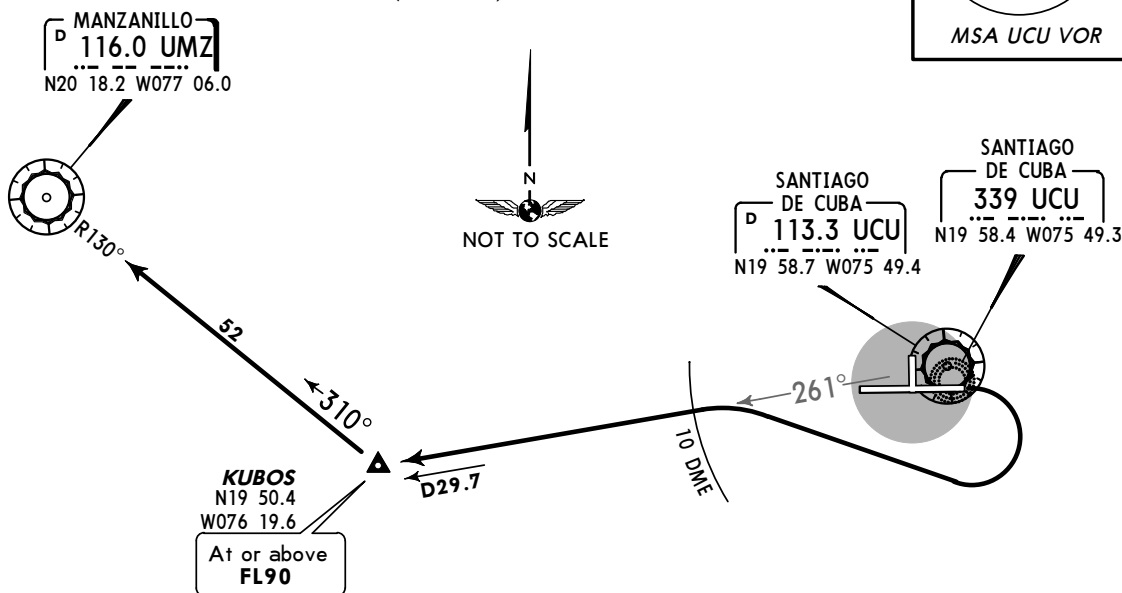 MANZANILLO
D 116.0 UMZ
N20 18.2 W077 06.0
MSA UCU VOR
N
NOT TO SCALE
SANTIAGO
DE CUBA
D 113.3 UCU
N19 58.7 W075 49.4
SANTIAGO
DE CUBA
339 UCU
N19 58.4 W075 49.3
R130°
52
310°
261°
10 DME
D29.7
KUBOS
N19 50.4
W076 19.6
At or above
FL90